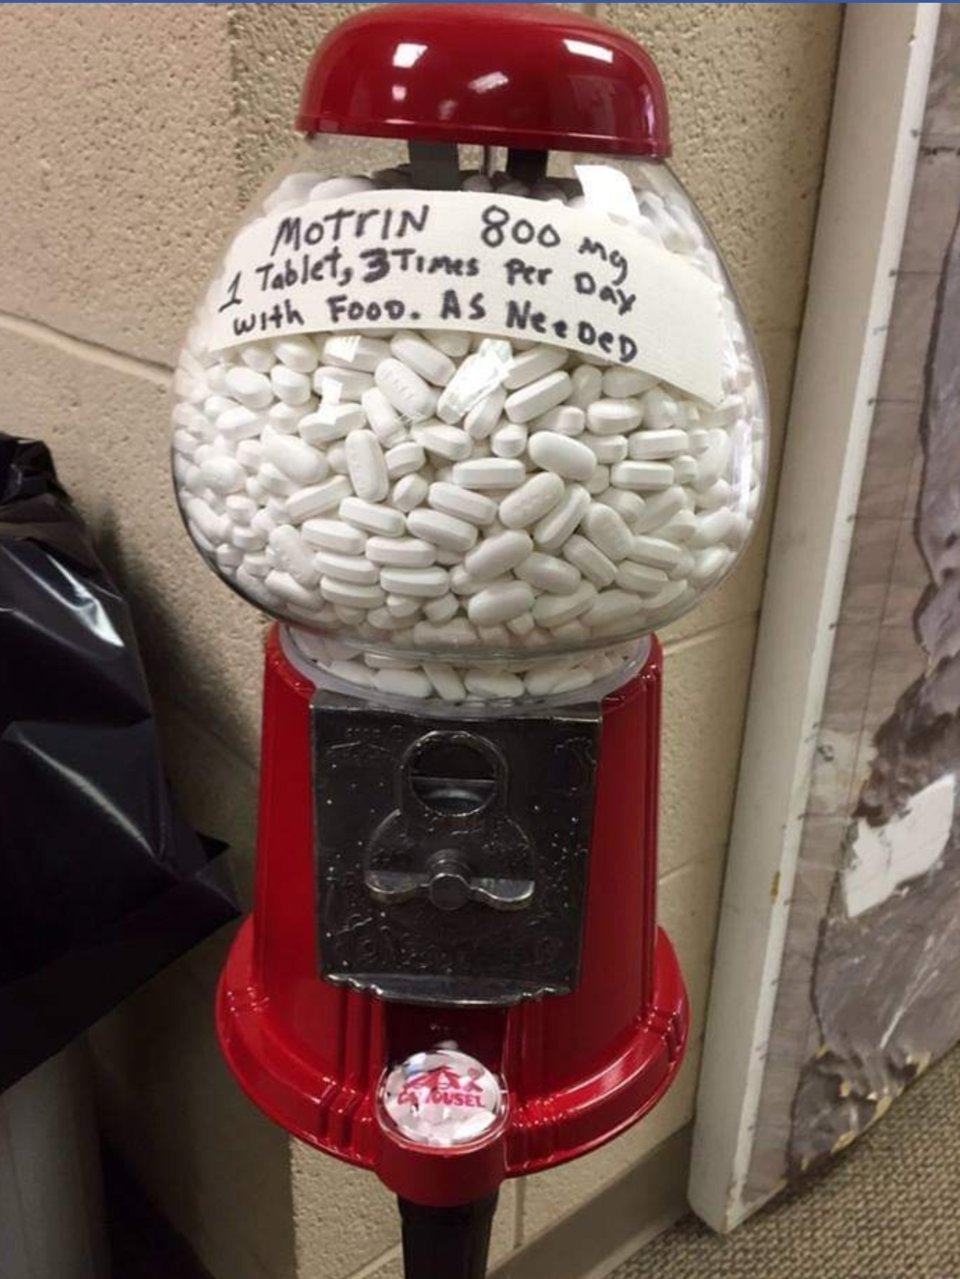 MOTRIN 800 mg
1 Tablet, 3 Times Per Day
with Food. As Needed
CAROUSEL